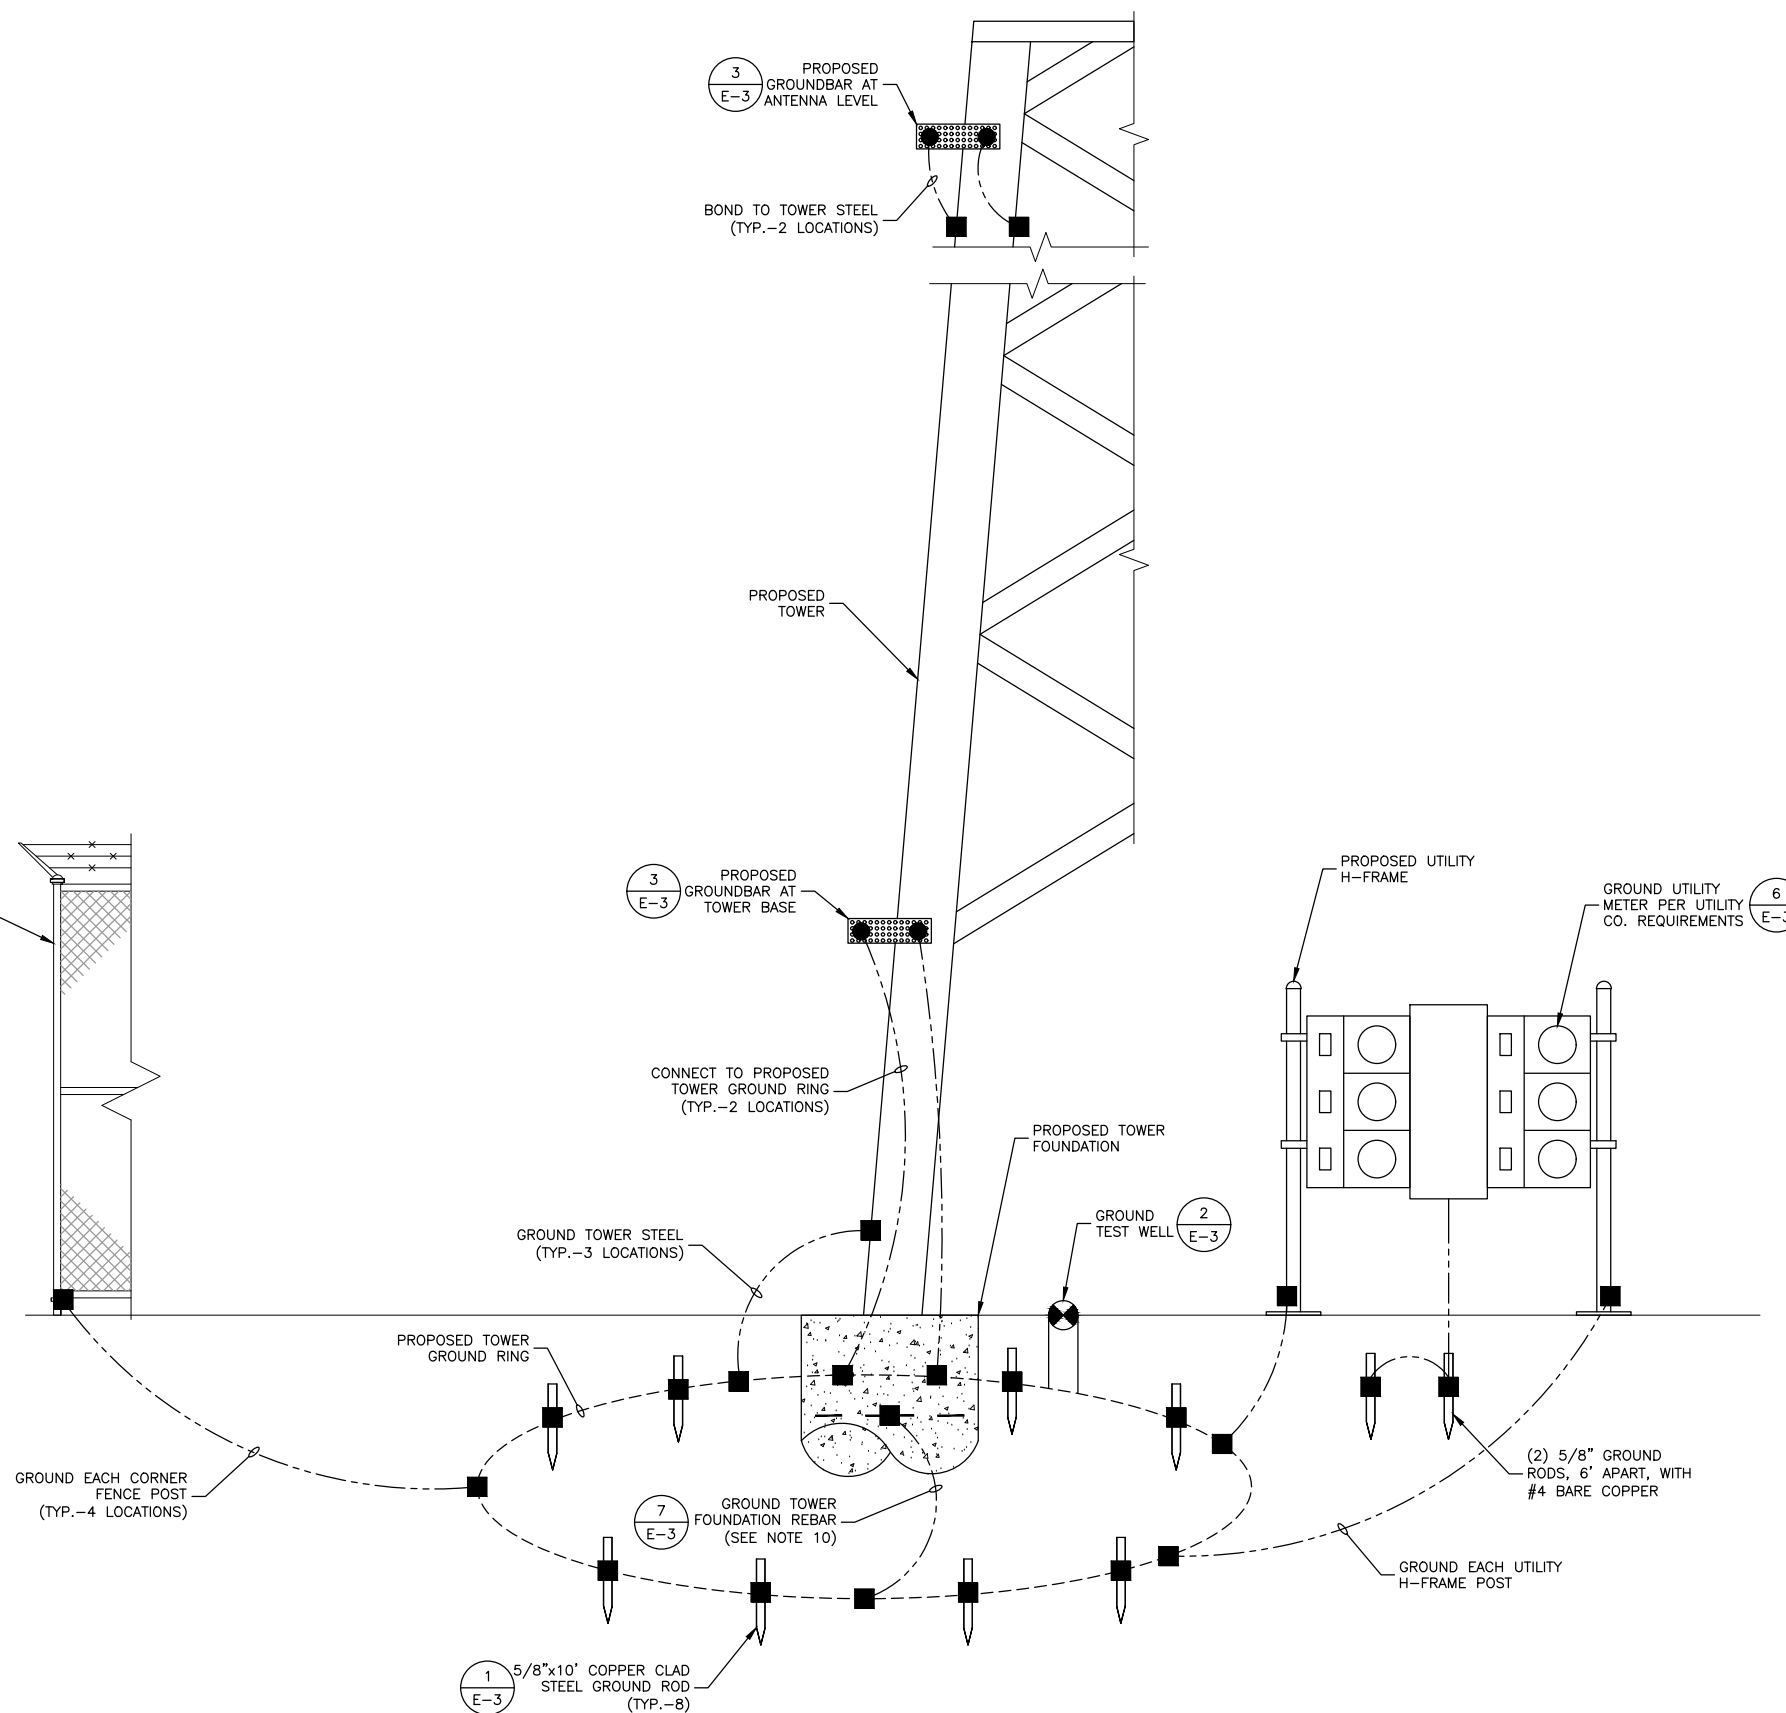 3
E-3
PROPOSED
GROUNDBAR AT
ANTENNA LEVEL
BOND TO TOWER STEEL
(TYP.-2 LOCATIONS)
PROPOSED
TOWER
3
E-3
PROPOSED
GROUNDBAR AT
TOWER BASE
PROPOSED UTILITY
H-FRAME
GROUND UTILITY
METER PER UTILITY
CO. REQUIREMENTS
6
E-3
CONNECT TO PROPOSED
TOWER GROUND RING
(TYP.-2 LOCATIONS)
PROPOSED TOWER
FOUNDATION
GROUND
TEST WELL
2
E-3
GROUND TOWER STEEL
(TYP.-3 LOCATIONS)
PROPOSED TOWER
GROUND RING
GROUND EACH CORNER
FENCE POST
(TYP.-4 LOCATIONS)
7
E-3
GROUND TOWER
FOUNDATION REBAR
(SEE NOTE 10)
(2) 5/8" GROUND
RODS, 6' APART, WITH
#4 BARE COPPER
GROUND EACH UTILITY
H-FRAME POST
1
E-3
5/8"x10' COPPER CLAD
STEEL GROUND ROD
(TYP.-8)